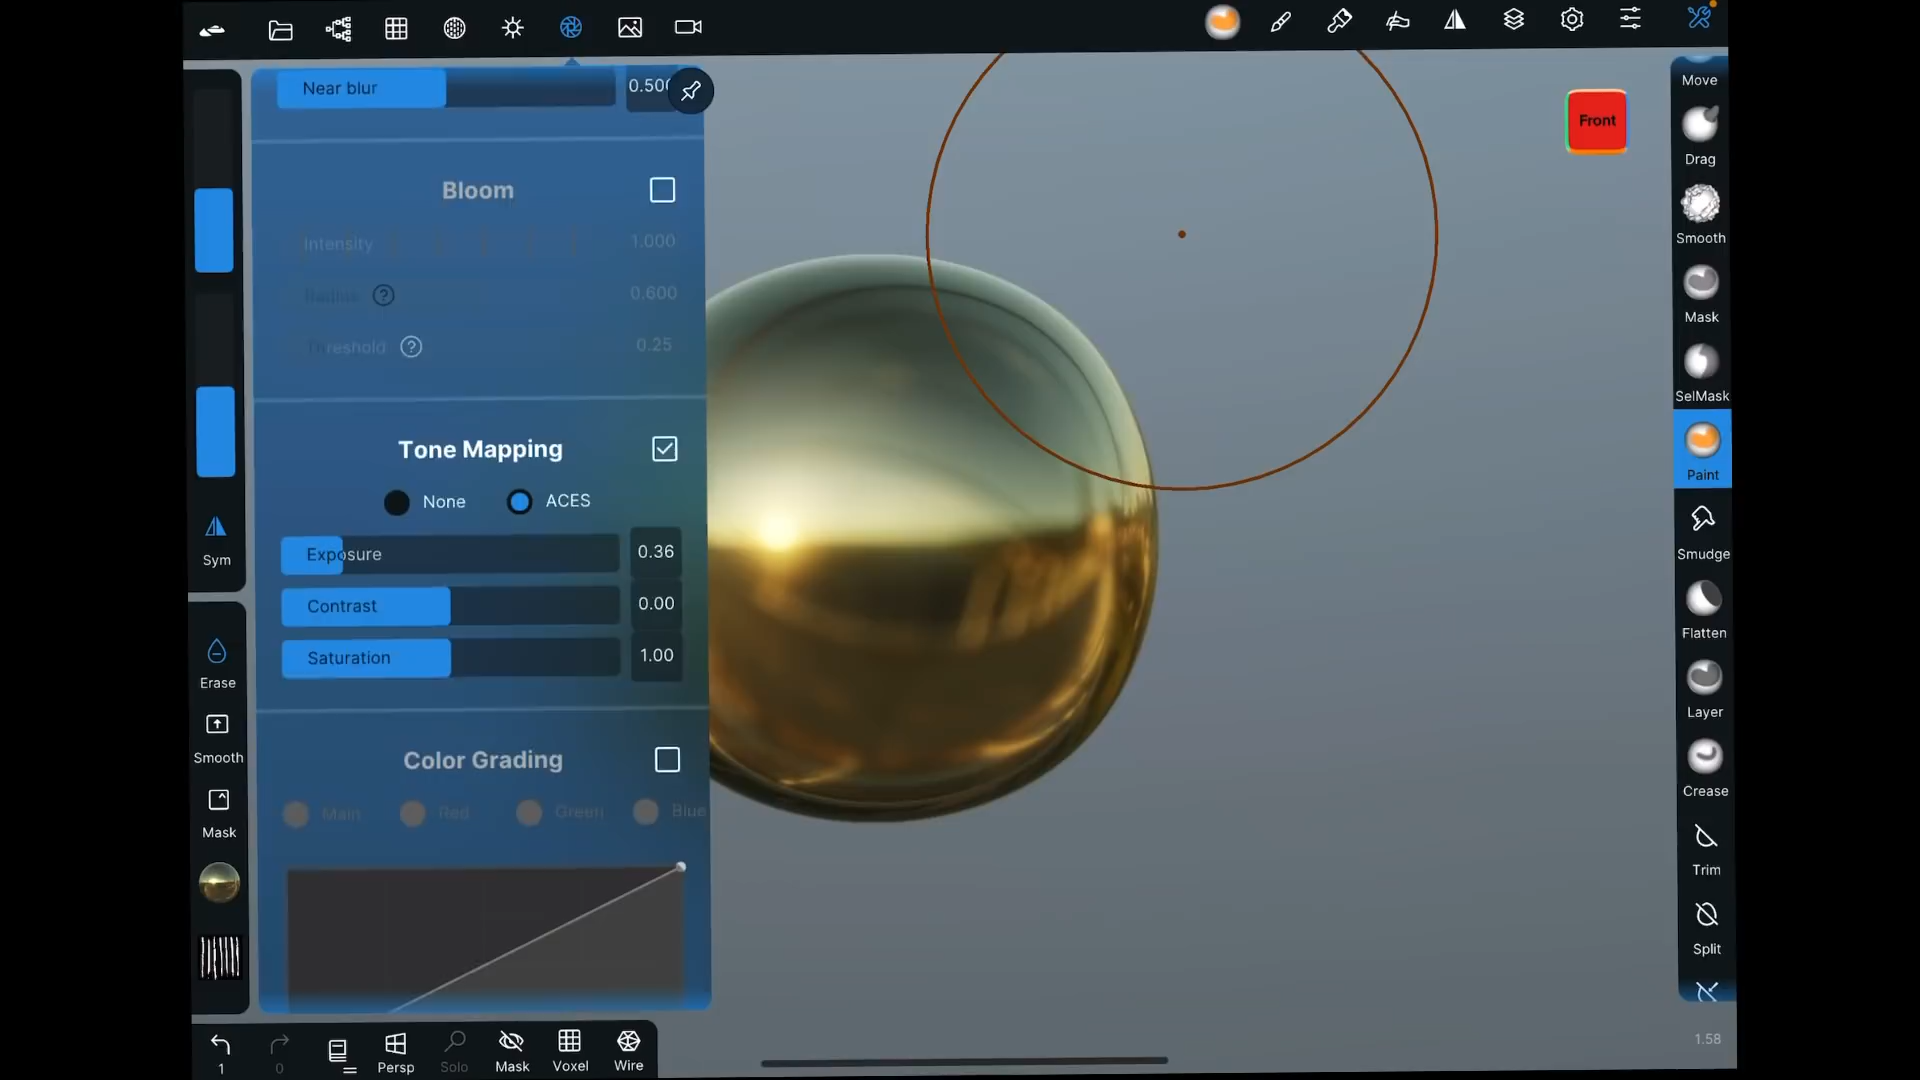 Near blur 0.500
Front
Move
Drag
Smooth
Mask
SelMask
Paint
Smudge
Flatten
Layer
Crease
Trim
Split
Bloom
Intensity 1.000
Radius ? 0.600
Threshold ? 0.25
Tone Mapping
None ACES
Exposure 0.36
Contrast 0.00
Saturation 1.00
Color Grading
Main Red Green Blue
Sym
Erase
Smooth
Mask
1
0
Persp
Solo
Mask
Voxel
Wire
1.58